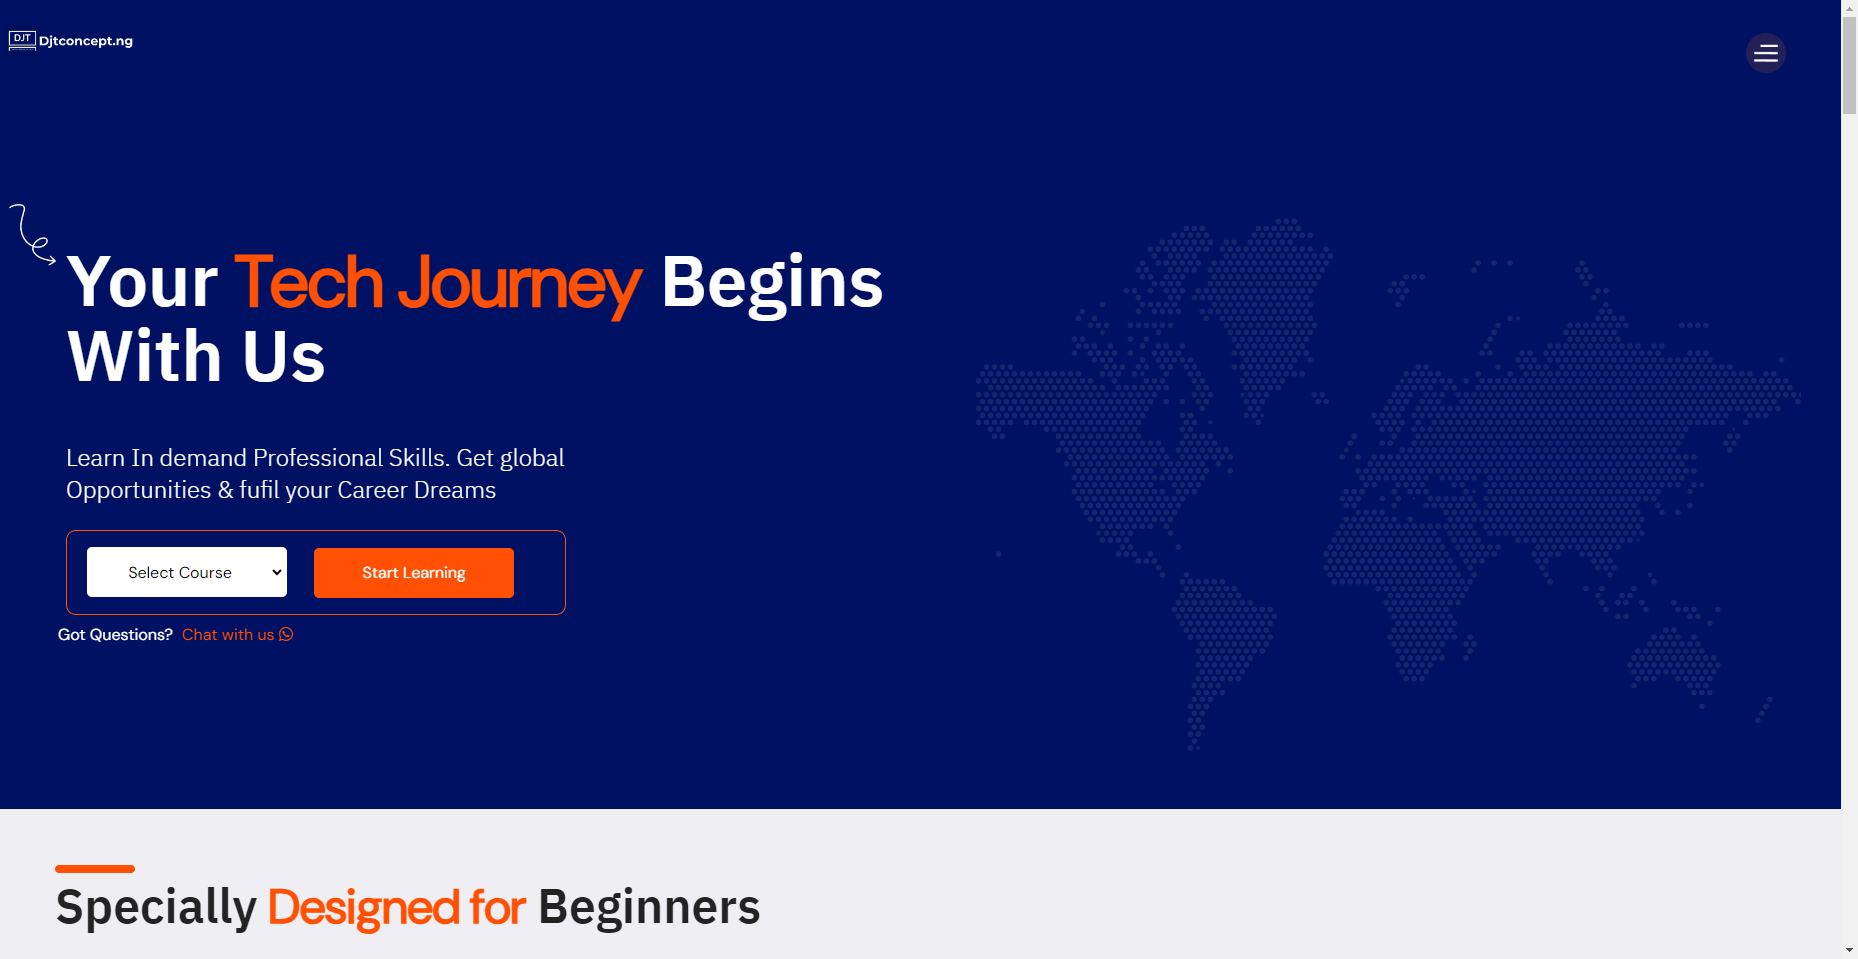 DJT Djtconcept.ng
Your Tech Journey Begins
With Us
Learn In demand Professional Skills. Get global
Opportunities & fufil your Career Dreams
Select Course
Start Learning
Got Questions? Chat with us
Specially Designed for Beginners